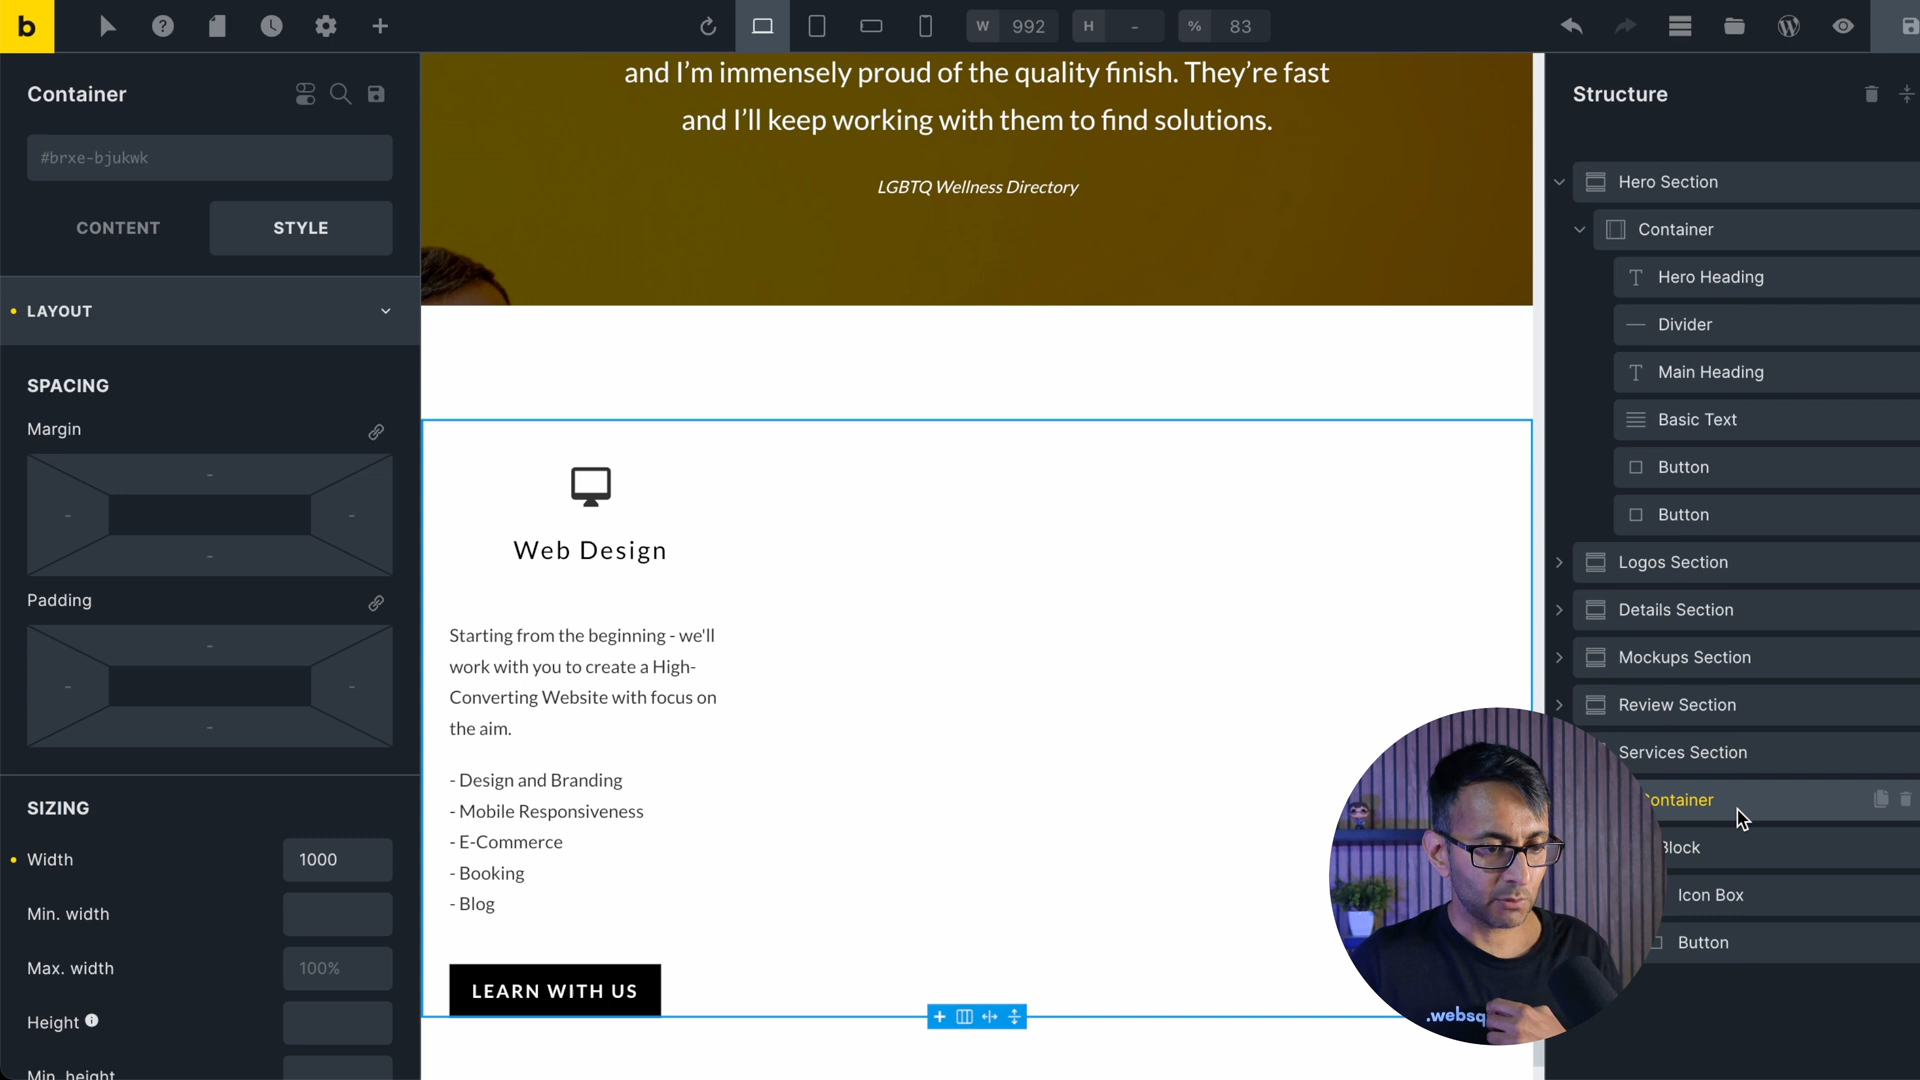 b
W 992
H -
% 83
Container
#brxe-bjukwk
CONTENT
STYLE
LAYOUT
SPACING
Margin
-
-
-
-
Padding
-
-
-
-
SIZING
Width
1000
Min. width
Max. width
100%
Height
Min. height
and I’m immensely proud of the quality finish. They’re fast
and I’ll keep working with them to find solutions.
LGBTQ Wellness Directory
Web Design
Starting from the beginning - we'll
work with you to create a High-
Converting Website with focus on
the aim.
- Design and Branding
- Mobile Responsiveness
- E-Commerce
- Booking
- Blog
LEARN WITH US
Structure
Hero Section
Container
Hero Heading
Divider
Main Heading
Basic Text
Button
Button
Logos Section
Details Section
Mockups Section
Review Section
Services Section
Container
Block
Icon Box
Button